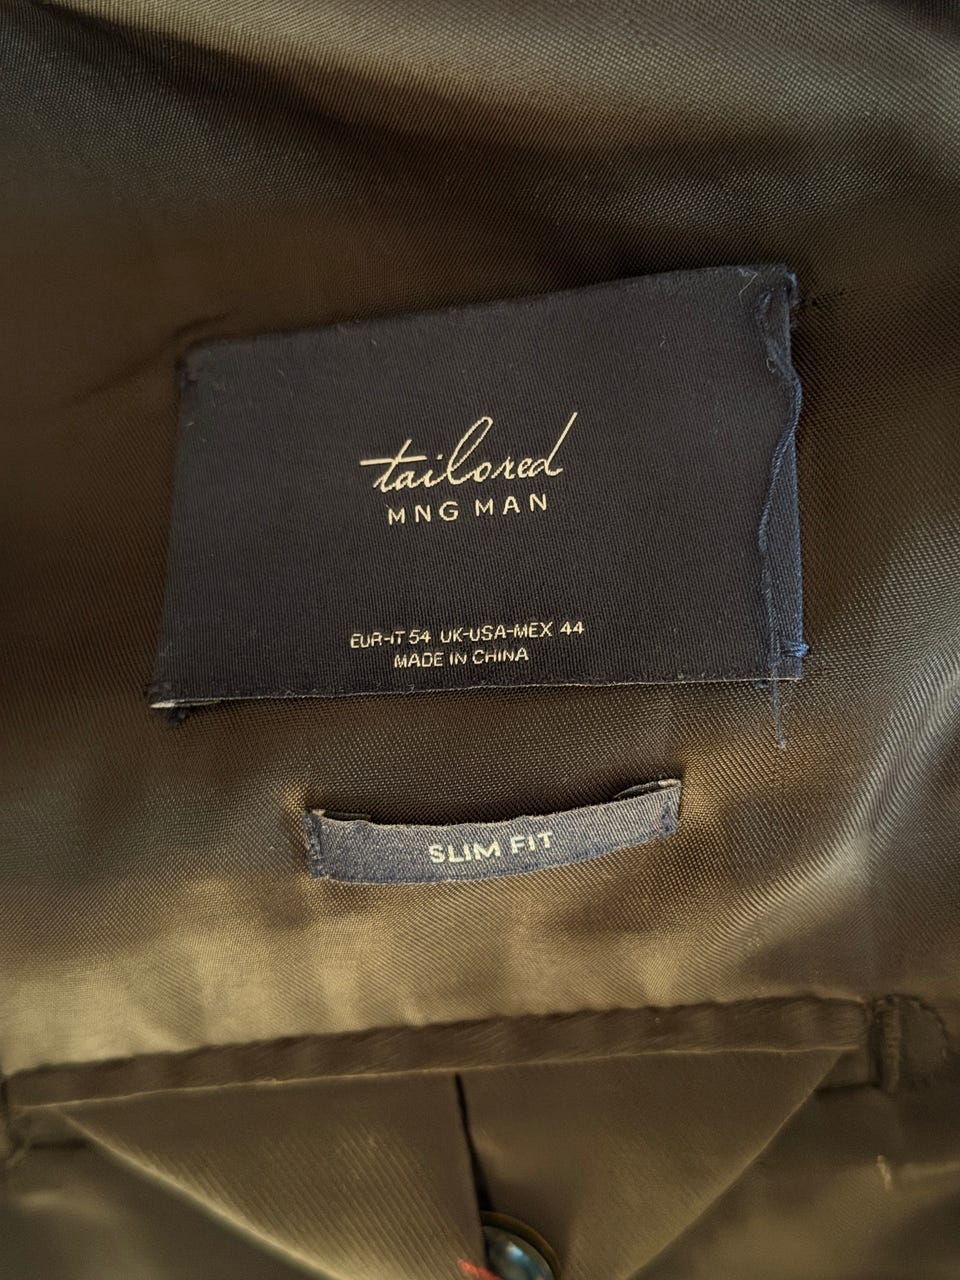 tailored
MNG MAN
EUR-IT 54 UK-USA-MEX 44
MADE IN CHINA
SLIM FIT